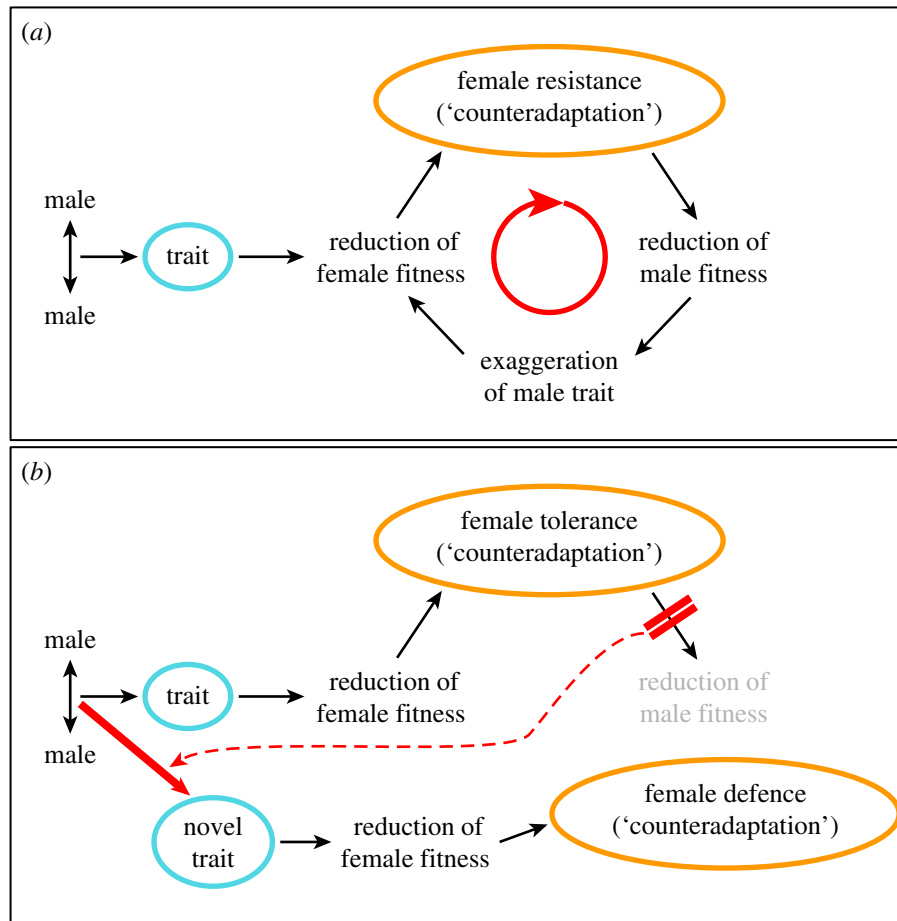 (a)
female resistance
(‘counteradaptation’)
male
trait
male
reduction of
female fitness
reduction of
male fitness
exaggeration
of male trait
(b)
female tolerance
(‘counteradaptation’)
male
trait
male
reduction of
female fitness
reduction of
male fitness
novel
trait
reduction of
female fitness
female defence
(‘counteradaptation’)